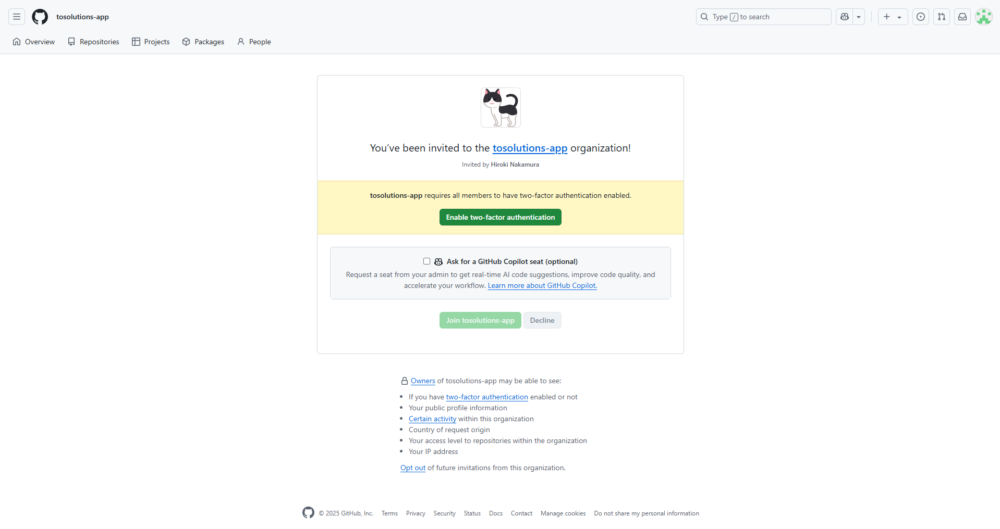 tosolutions-app
Type / to search
Overview
Repositories
Projects
Packages
People
You’ve been invited to the tosolutions-app organization!
Invited by Hiroki Nakamura
tosolutions-app requires all members to have two-factor authentication enabled.
Enable two-factor authentication
Ask for a GitHub Copilot seat (optional)
Request a seat from your admin to get real-time AI code suggestions, improve code quality, and
accelerate your workflow. Learn more about GitHub Copilot.
Join tosolutions-app
Decline
Owners of tosolutions-app may be able to see:
If you have two-factor authentication enabled or not
Your public profile information
Certain activity within this organization
Country of request origin
Your access level to repositories within the organization
Your IP address
Opt out of future invitations from this organization.
© 2025 GitHub, Inc.
Terms
Privacy
Security
Status
Docs
Contact
Manage cookies
Do not share my personal information